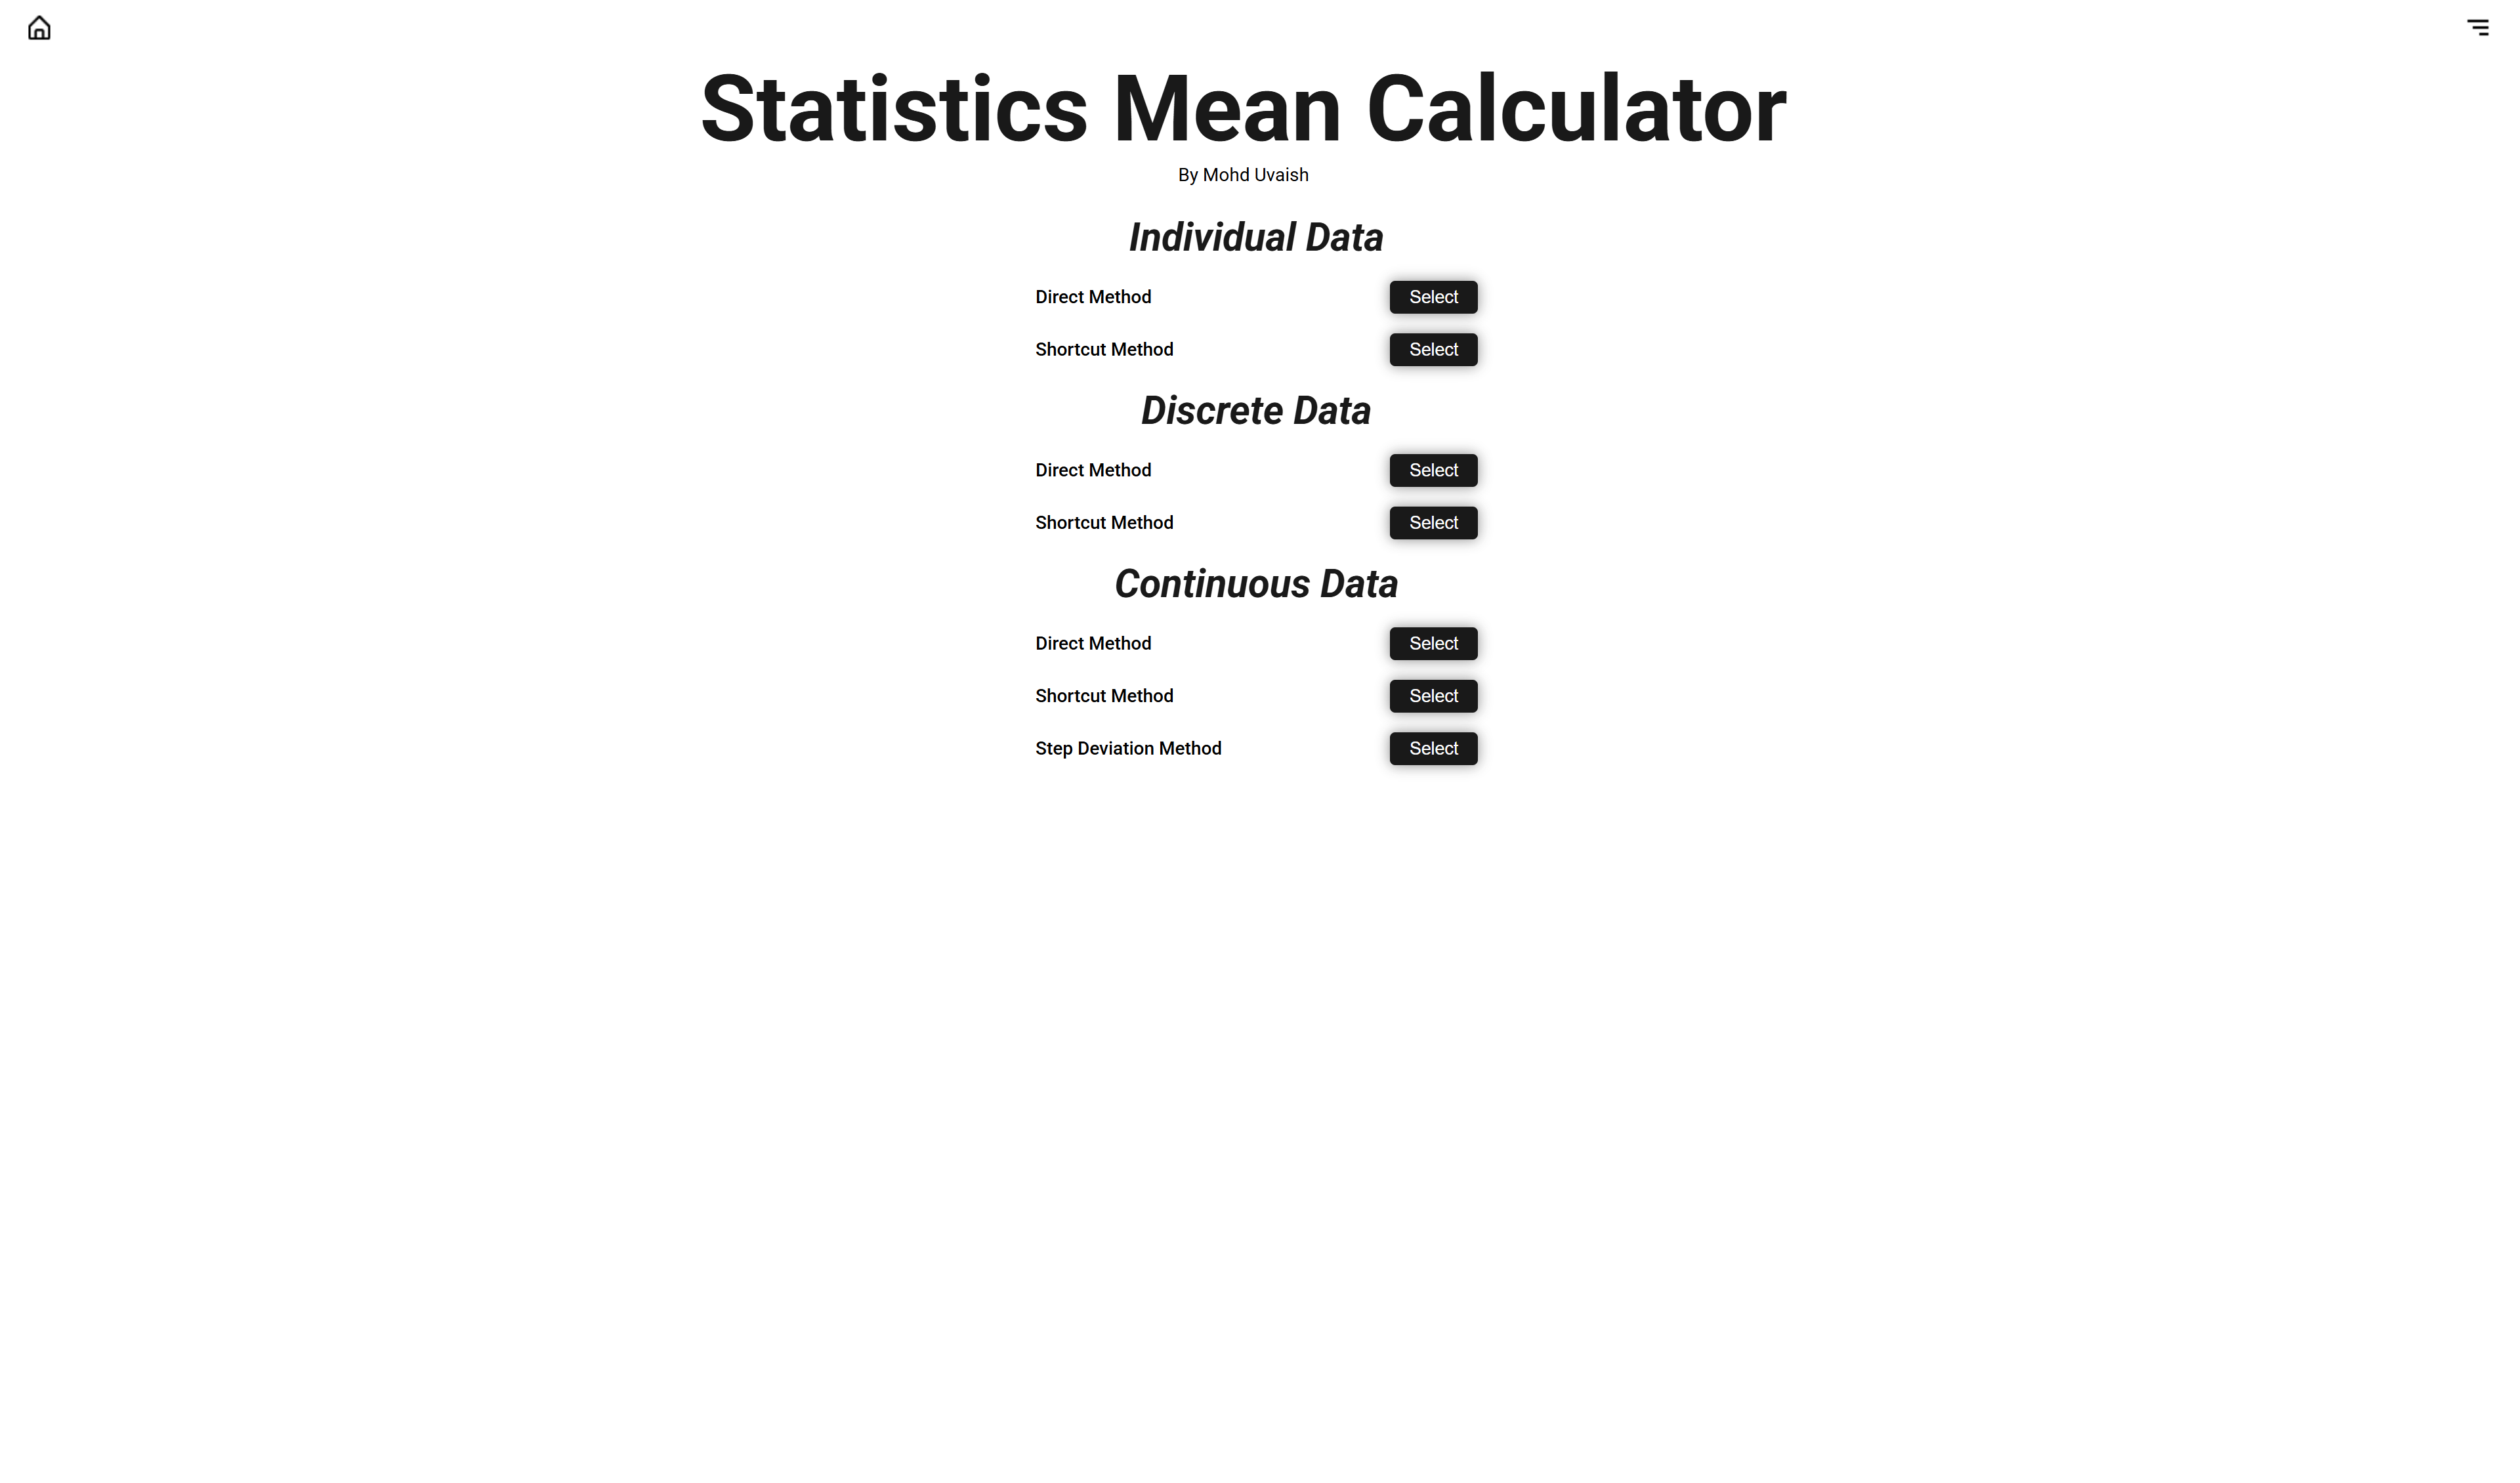 Statistics Mean Calculator
By Mohd Uvaish
Individual Data
Direct Method Select
Shortcut Method Select
Discrete Data
Direct Method Select
Shortcut Method Select
Continuous Data
Direct Method Select
Shortcut Method Select
Step Deviation Method Select